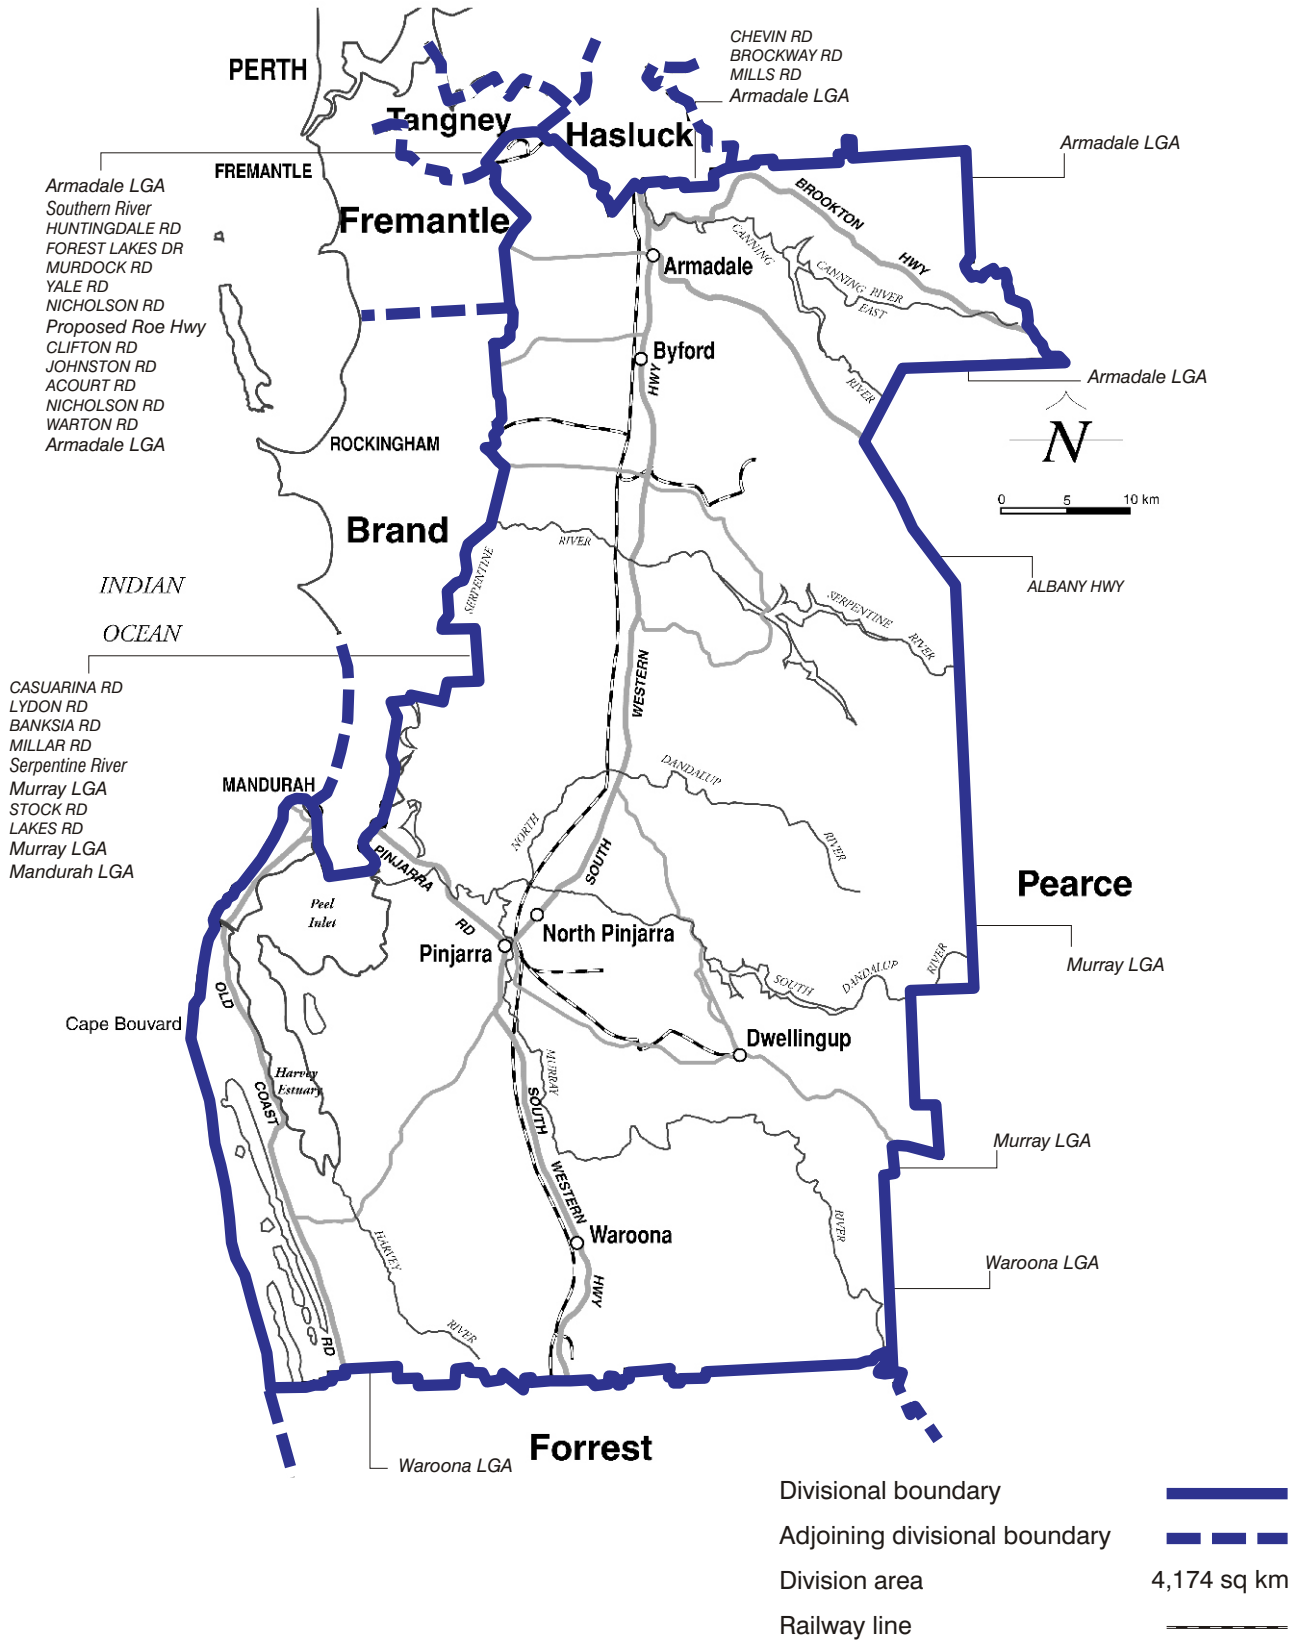 CHEVIN RD
BROCKWAY RD
MILLS RD
Armadale LGA
PERTH
Tangney
Hasluck
Armadale LGA
FREMANTLE
Armadale LGA
Southern River
HUNTINGDALE RD
FOREST LAKES DR
MURDOCK RD
YALE RD
NICHOLSON RD
Proposed Roe Hwy
CLIFTON RD
JOHNSTON RD
ACOURT RD
NICHOLSON RD
WARTON RD
Armadale LGA
Fremantle
BROOKTON
HWY
CANNING
RIVER
CANNING RIVER
EAST
Armadale
Byford
HWY
Armadale LGA
N
0 5 10 km
ROCKINGHAM
Brand
SERPENTINE
RIVER
ALBANY HWY
INDIAN
OCEAN
SERPENTINE
RIVER
WESTERN
CASUARINA RD
LYDON RD
BANKSIA RD
MILLAR RD
Serpentine River
Murray LGA
STOCK RD
LAKES RD
Murray LGA
Mandurah LGA
MANDURAH
NORTH
DANDALUP
RIVER
SOUTH
PINJARRA
RD
Peel
Inlet
Pearce
North Pinjarra
Pinjarra
SOUTH
DANDALUP
RIVER
Murray LGA
OLD
COAST
RD
Cape Bouvard
Dwellingup
Harvey
Estuary
MURRAY
RIVER
SOUTH
WESTERN
HWY
Murray LGA
Waroona
HARVEY
RIVER
Waroona LGA
Forrest
Waroona LGA
Divisional boundary
Adjoining divisional boundary
Division area 4,174 sq km
Railway line